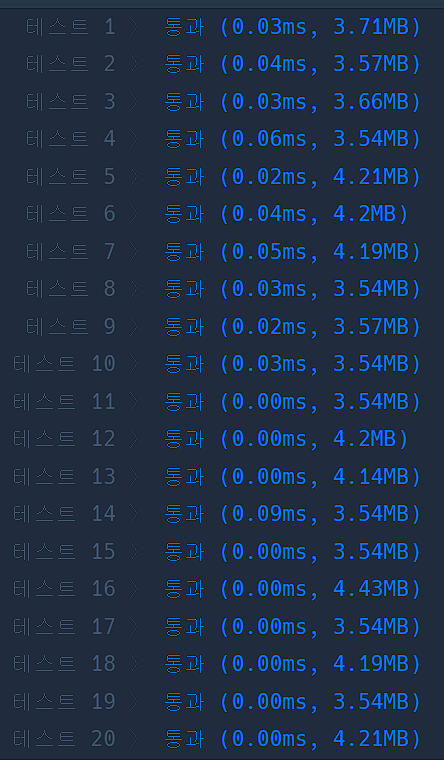 테스트 1 〉 통과 (0.03ms, 3.71MB)
테스트 2 〉 통과 (0.04ms, 3.57MB)
테스트 3 〉 통과 (0.03ms, 3.66MB)
테스트 4 〉 통과 (0.06ms, 3.54MB)
테스트 5 〉 통과 (0.02ms, 4.21MB)
테스트 6 〉 통과 (0.04ms, 4.2MB)
테스트 7 〉 통과 (0.05ms, 4.19MB)
테스트 8 〉 통과 (0.03ms, 3.54MB)
테스트 9 〉 통과 (0.02ms, 3.57MB)
테스트 10 〉 통과 (0.03ms, 3.54MB)
테스트 11 〉 통과 (0.00ms, 3.54MB)
테스트 12 〉 통과 (0.00ms, 4.2MB)
테스트 13 〉 통과 (0.00ms, 4.14MB)
테스트 14 〉 통과 (0.09ms, 3.54MB)
테스트 15 〉 통과 (0.00ms, 3.54MB)
테스트 16 〉 통과 (0.00ms, 4.43MB)
테스트 17 〉 통과 (0.00ms, 3.54MB)
테스트 18 〉 통과 (0.00ms, 4.19MB)
테스트 19 〉 통과 (0.00ms, 3.54MB)
테스트 20 〉 통과 (0.00ms, 4.21MB)